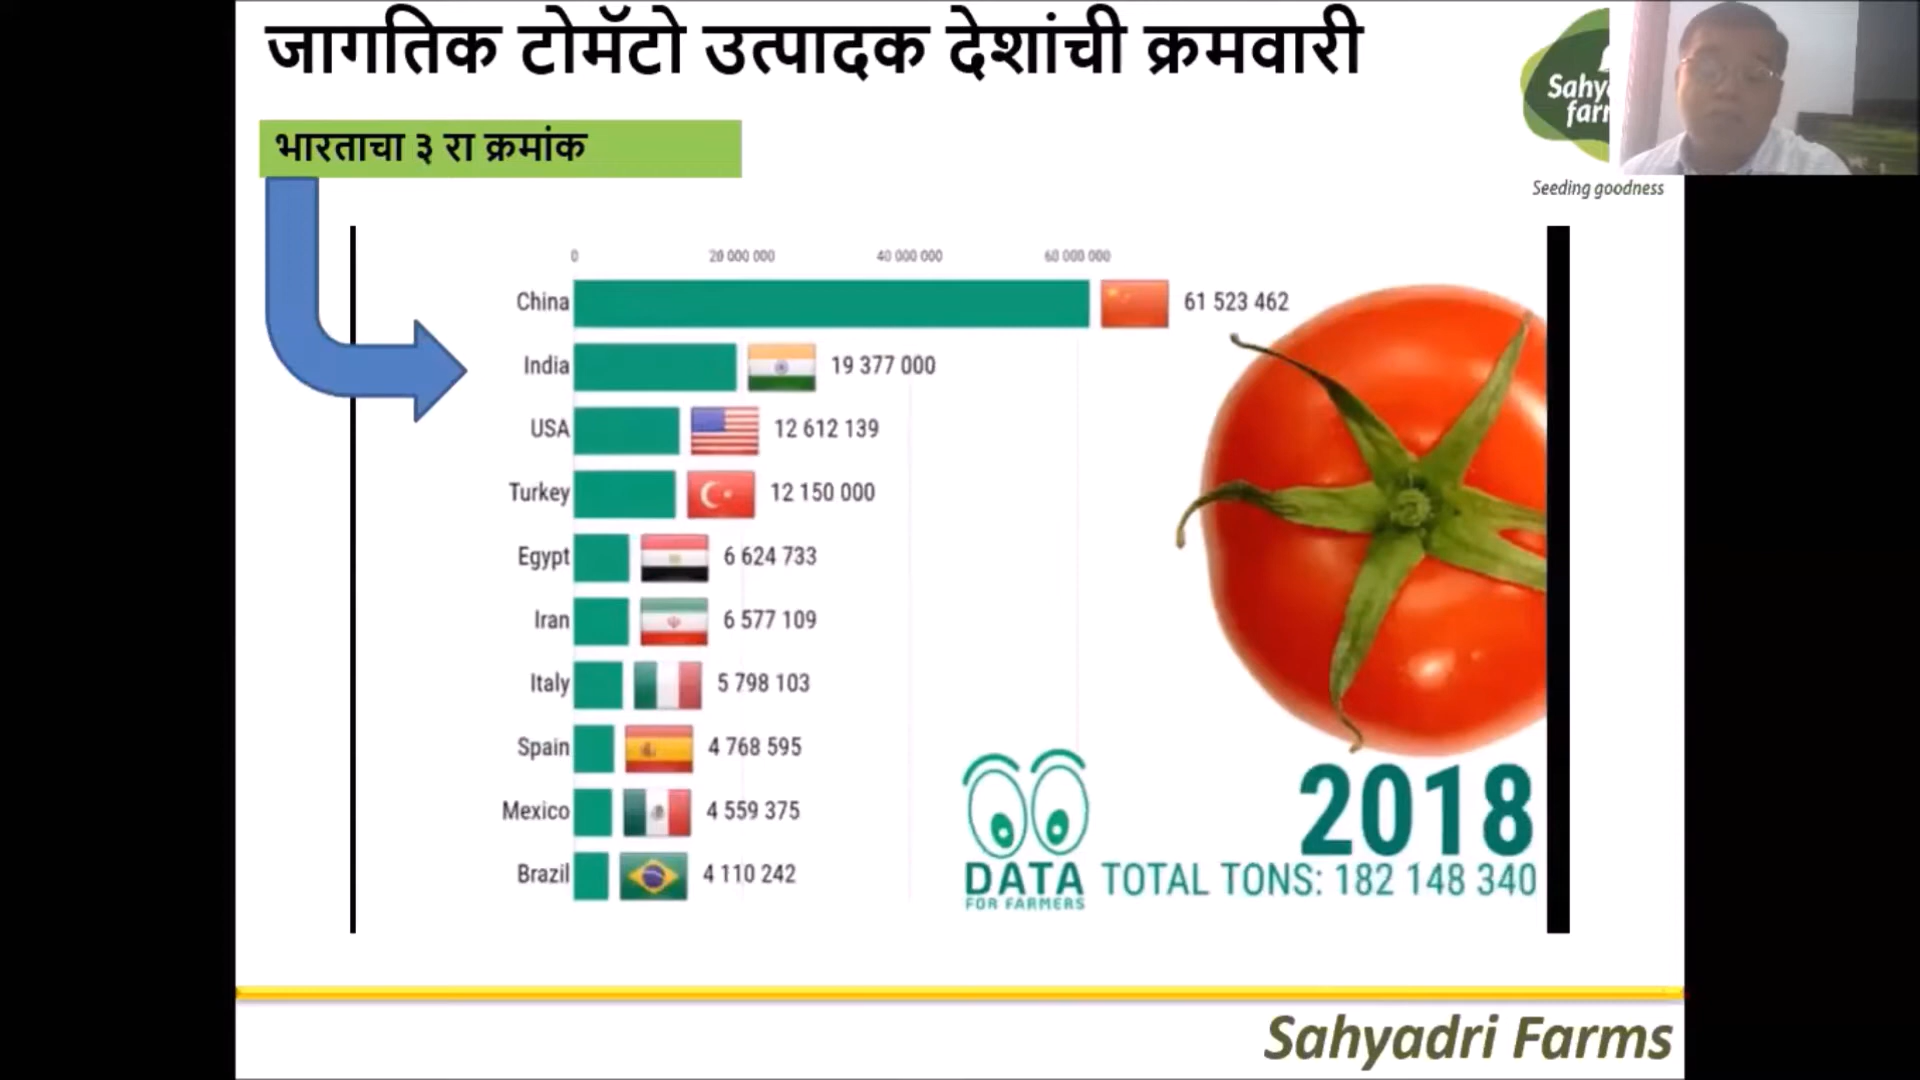 जागतिक टोमॅटो उत्पादक देशांची क्रमवारी
भारताचा ३ रा क्रमांक
Seeding goodness
0 20 000 000 40 000 000 60 000 000
China 61 523 462
India 19 377 000
USA 12 612 139
Turkey 12 150 000
Egypt 6 624 733
Iran 6 577 109
Italy 5 798 103
Spain 4 768 595
Mexico 4 559 375
Brazil 4 110 242
2018
DATA
FOR FARMERS
TOTAL TONS: 182 148 340
Sahyadri Farms